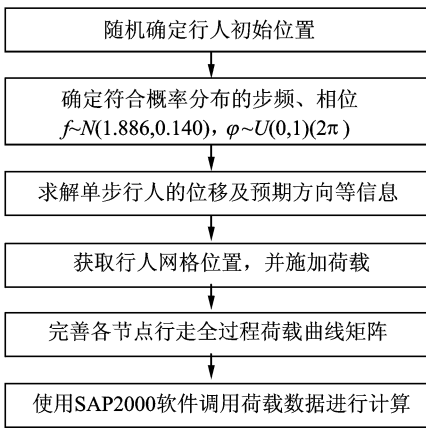 随机确定行人初始位置
确定符合概率分布的步频、相位
f~N(1.886,0.140)，φ~U(0,1)(2π)
求解单步行人的位移及预期方向等信息
获取行人网格位置，并施加荷载
完善各节点行走全过程荷载曲线矩阵
使用SAP2000软件调用荷载数据进行计算